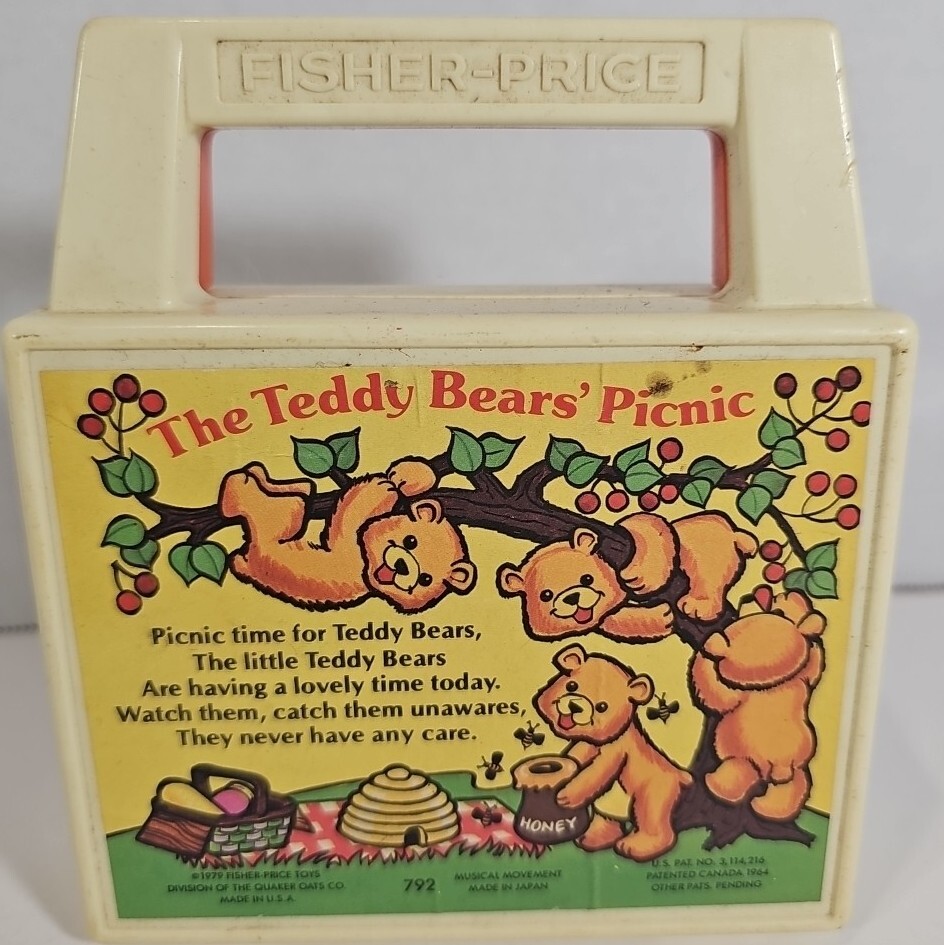 FISHER-PRICE
The Teddy Bears' Picnic
Picnic time for Teddy Bears,
The little Teddy Bears
Are having a lovely time today.
Watch them, catch them unawares,
They never have any care.
HONEY
©1979 FISHER-PRICE TOYS
DIVISION OF THE QUAKER OATS CO.
MADE IN U.S.A.
792
MUSICAL MOVEMENT
MADE IN JAPAN
U.S. PAT. NO. 3,114,216
PATENTED CANADA 1964
OTHER PATS. PENDING